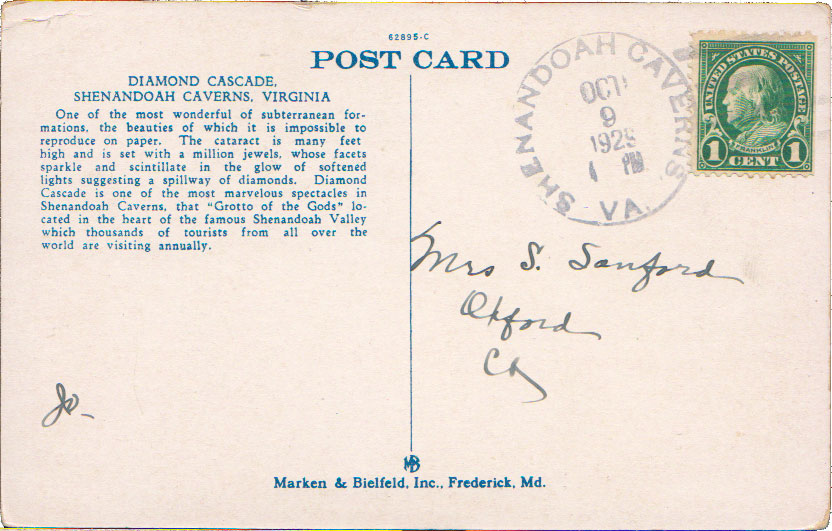 62895-C
POST CARD
DIAMOND CASCADE,
SHENANDOAH CAVERNS, VIRGINIA
One of the most wonderful of subterranean for-
mations, the beauties of which it is impossible to
reproduce on paper. The cataract is many feet
high and is set with a million jewels, whose facets
sparkle and scintillate in the glow of softened
lights suggesting a spillway of diamonds. Diamond
Cascade is one of the most marvelous spectacles in
Shenandoah Caverns, that "Grotto of the Gods" lo-
cated in the heart of the famous Shenandoah Valley
which thousands of tourists from all over the
world are visiting annually.
SHENANDOAH CAVERNS
VA.
OCT
9
1929
PM
UNITED STATES POSTAGE
FRANKLIN
1 CENT 1
Mrs S. Sanford
Oxford
Jo-
MB
Marken & Bielfeld, Inc., Frederick, Md.